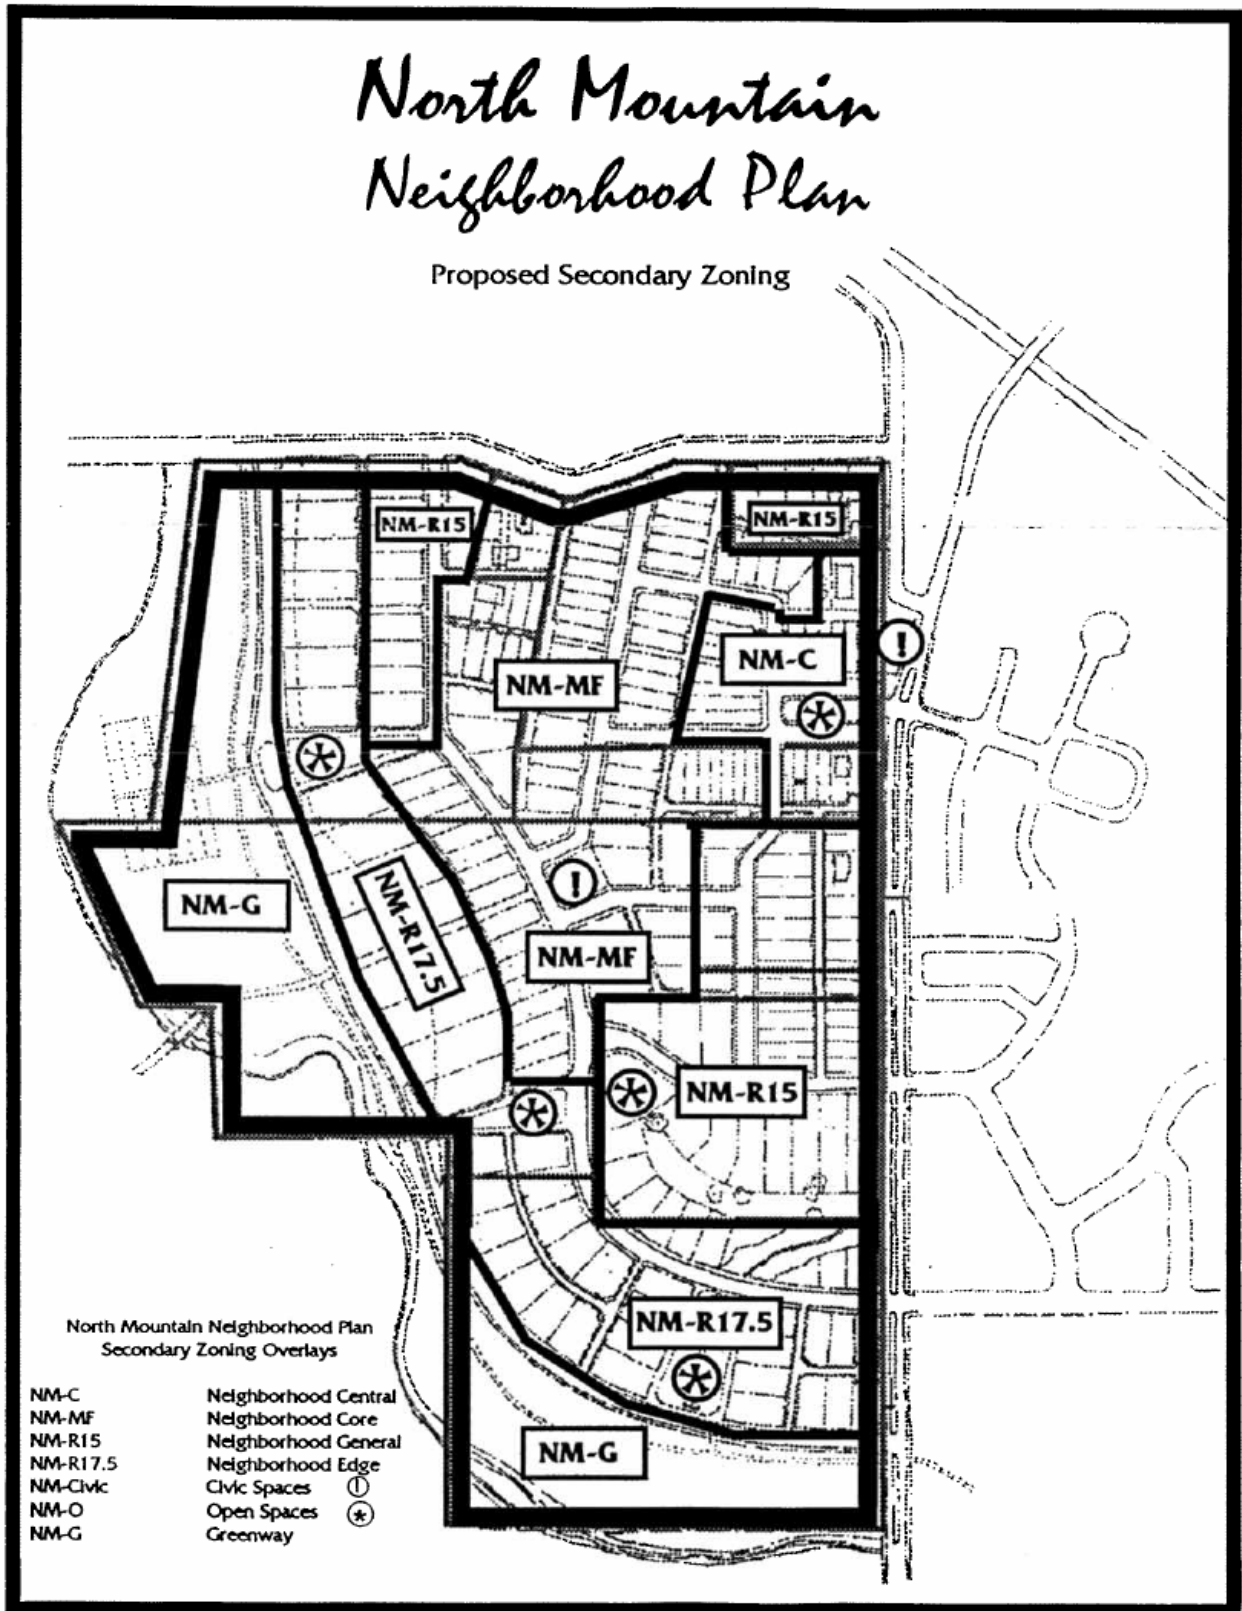 North Mountain
Neighborhood Plan
Proposed Secondary Zoning
NM-R15
NM-R15
NM-C
NM-MF
NM-G
NM-R17.5
NM-MF
NM-R15
NM-R17.5
NM-G
North Mountain Neighborhood Plan
Secondary Zoning Overlays
NM-C Neighborhood Central
NM-MF Neighborhood Core
NM-R15 Neighborhood General
NM-R17.5 Neighborhood Edge
NM-Civic Civic Spaces (!)
NM-O Open Spaces (*)
NM-G Greenway